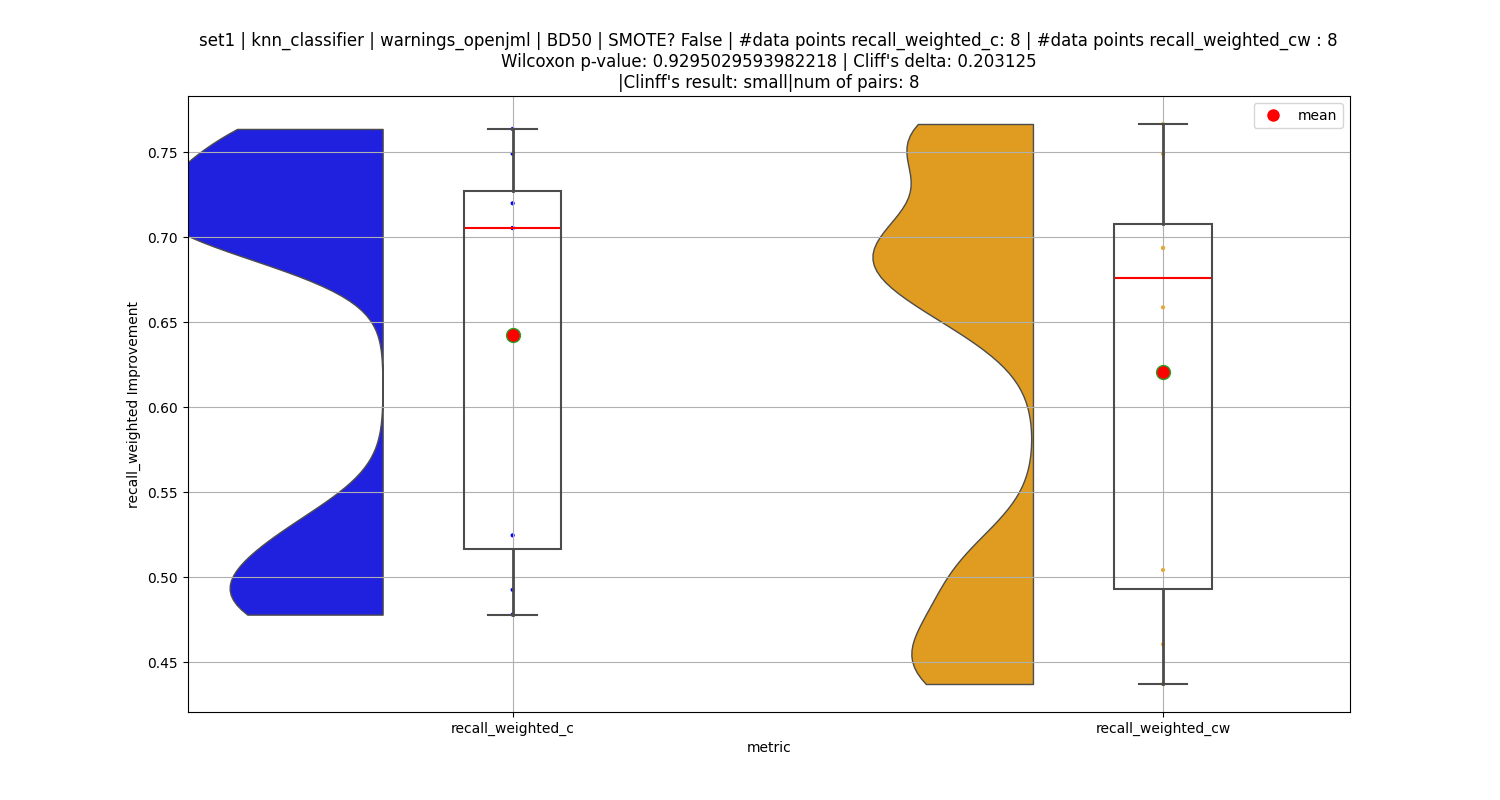 set1 | knn_classifier | warnings_openjml | BD50 | SMOTE? False | #data points recall_weighted_c: 8 | #data points recall_weighted_cw : 8
Wilcoxon p-value: 0.9295029593982218 | Cliff's delta: 0.203125
|Clinff's result: small|num of pairs: 8
mean
0.75
0.70
0.65
0.60
0.55
0.50
0.45
recall_weighted Improvement
recall_weighted_c
recall_weighted_cw
metric